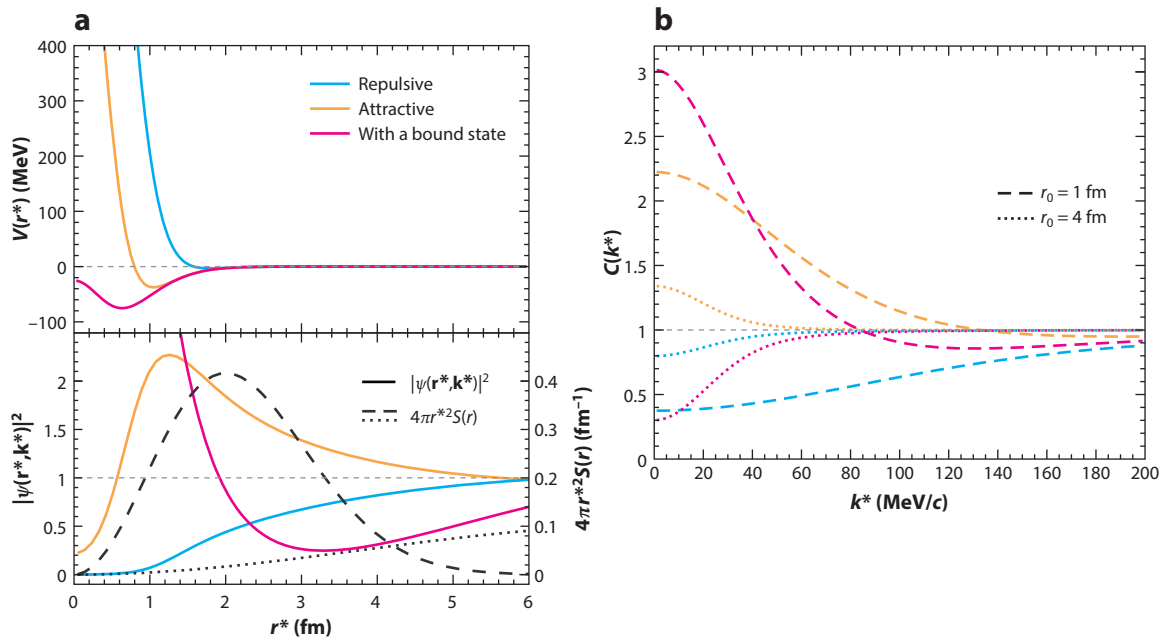 a
400
300
200
100
0
−100
V(r*) (MeV)
Repulsive
Attractive
With a bound state
2
1.5
1
0.5
0
|ψ(r*,k*)|²
|ψ(r*,k*)|²
4πr*²S(r)
0.4
0.3
0.2
0.1
0
4πr*²S(r) (fm⁻¹)
0 1 2 3 4 5 6
r* (fm)
b
3
2.5
2
1.5
1
0.5
0
C(k*)
r₀ = 1 fm
r₀ = 4 fm
0 20 40 60 80 100 120 140 160 180 200
k* (MeV/c)